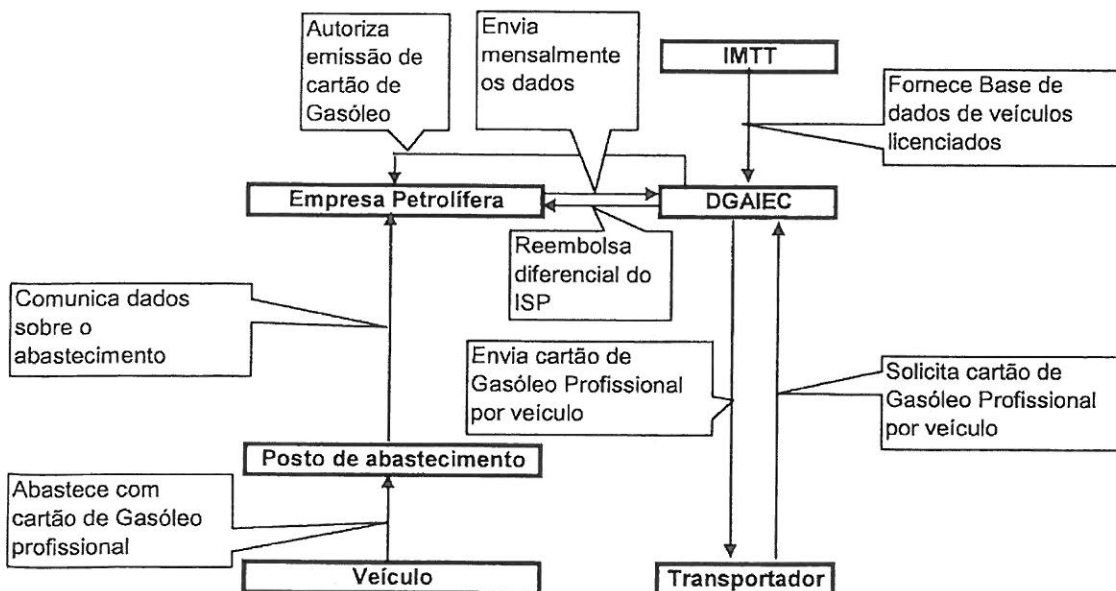 Autoriza
emissão de
cartão de
Gasóleo
Envia
mensalmente
os dados
IMTT
Fornece Base de
dados de veículos
licenciados
Empresa Petrolífera
DGAIEC
Reembolsa
diferencial do
ISP
Comunica dados
sobre o
abastecimento
Envia cartão de
Gasóleo Profissional
por veículo
Solicita cartão de
Gasóleo Profissional
por veículo
Posto de abastecimento
Abastece com
cartão de Gasóleo
profissional
Veículo
Transportador